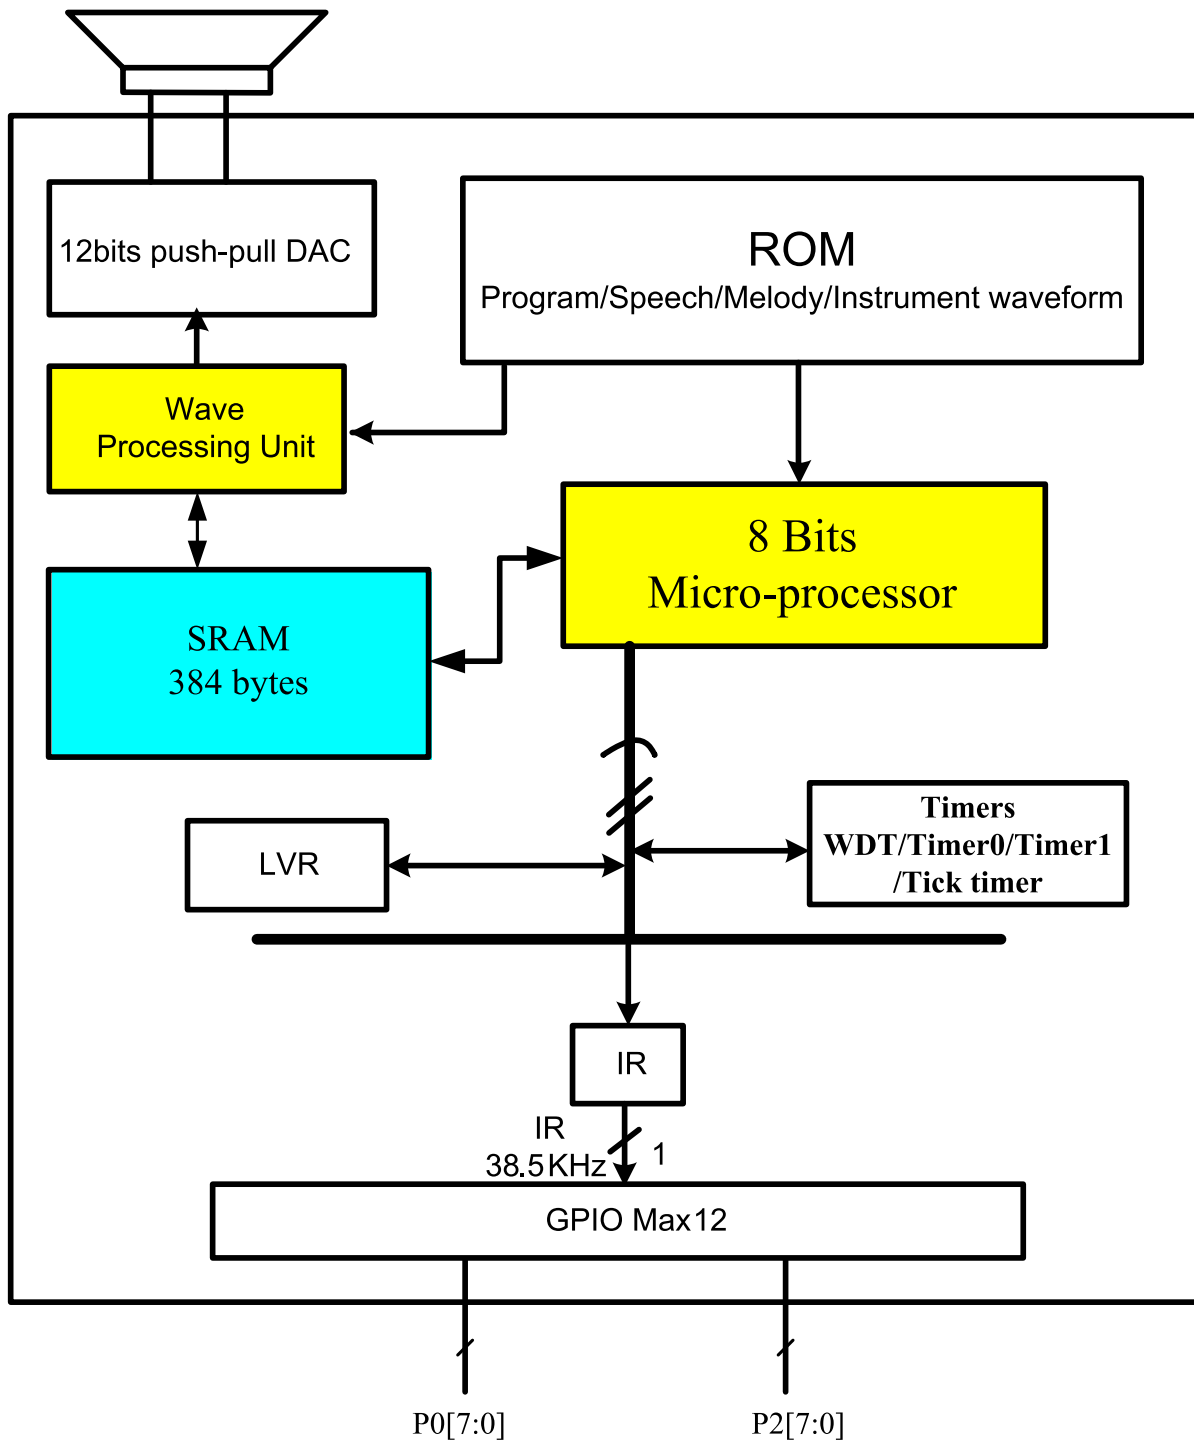 12bits push-pull DAC
ROM
Program/Speech/Melody/Instrument waveform
Wave
Processing Unit
8 Bits
Micro-processor
SRAM
384 bytes
Timers
WDT/Timer0/Timer1
/Tick timer
LVR
IR
IR
38.5KHz
1
GPIO Max12
P0[7:0]
P2[7:0]